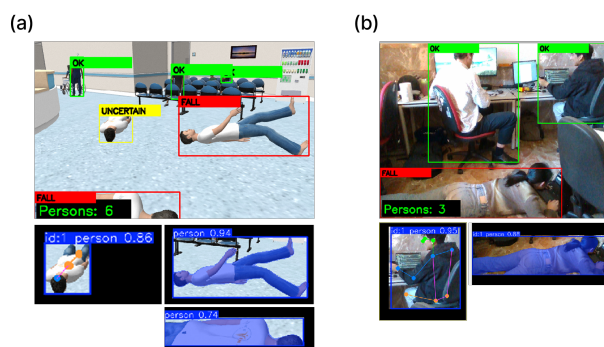 (a)
(b)
OK
OK
OK
OK
UNCERTAIN
FALL
FALL
FALL
Persons: 6
Persons: 3
id:1 person 0.86
person 0.94
person 0.74
id:1 person 0.95
id:1 person 0.88